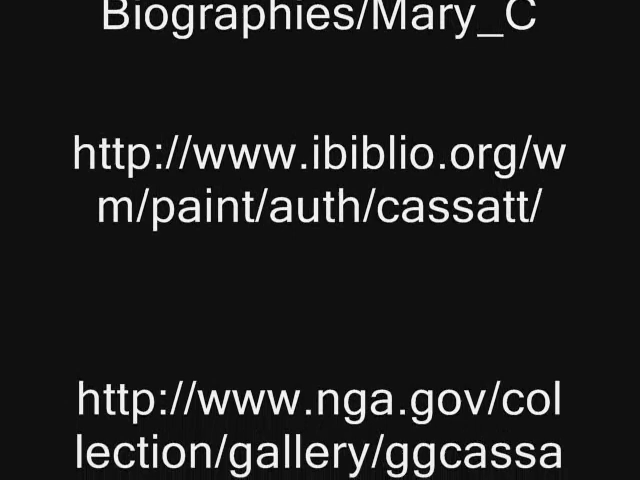 Biographies/Mary_C
http://www.ibiblio.org/w
m/paint/auth/cassatt/
http://www.nga.gov/col
lection/gallery/ggcassa